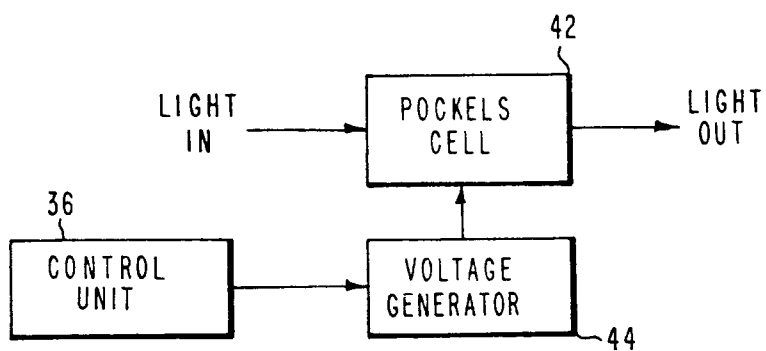 42
LIGHT
IN
POCKELS
CELL
LIGHT
OUT
36
CONTROL
UNIT
VOLTAGE
GENERATOR
44